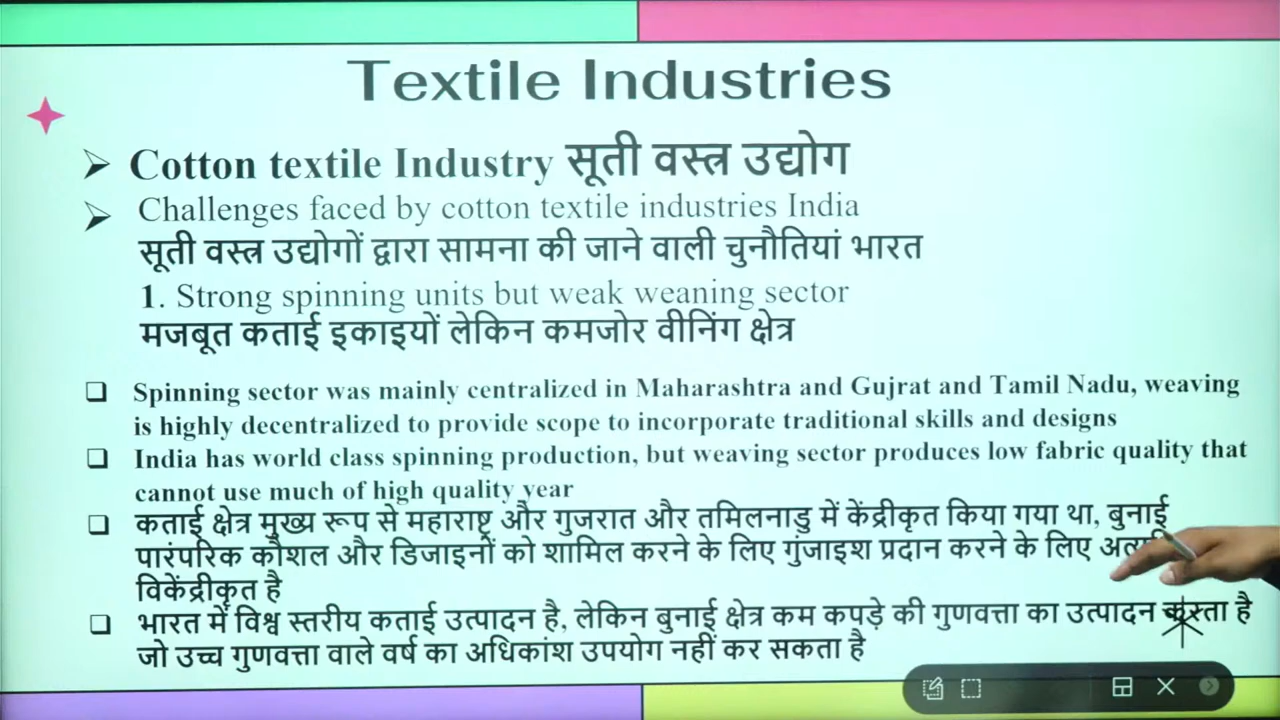 Textile Industries
Cotton textile Industry सूती वस्त्र उद्योग
Challenges faced by cotton textile industries India
सूती वस्त्र उद्योगों द्वारा सामना की जाने वाली चुनौतियां भारत
1. Strong spinning units but weak weaning sector
मजबूत कताई इकाइयों लेकिन कमजोर वीनिंग क्षेत्र
Spinning sector was mainly centralized in Maharashtra and Gujrat and Tamil Nadu, weaving
is highly decentralized to provide scope to incorporate traditional skills and designs
India has world class spinning production, but weaving sector produces low fabric quality that
cannot use much of high quality year
कताई क्षेत्र मुख्य रूप से महाराष्ट्र और गुजरात और तमिलनाडु में केंद्रीकृत किया गया था, बुनाई
पारंपरिक कौशल और डिजाइनों को शामिल करने के लिए गुंजाइश प्रदान करने के लिए
विकेंद्रीकृत है
भारत में विश्व स्तरीय कताई उत्पादन है, लेकिन बुनाई क्षेत्र कम कपड़े की गुणवत्ता का उत्पादन करता है
जो उच्च गुणवत्ता वाले वर्ष का अधिकांश उपयोग नहीं कर सकता है